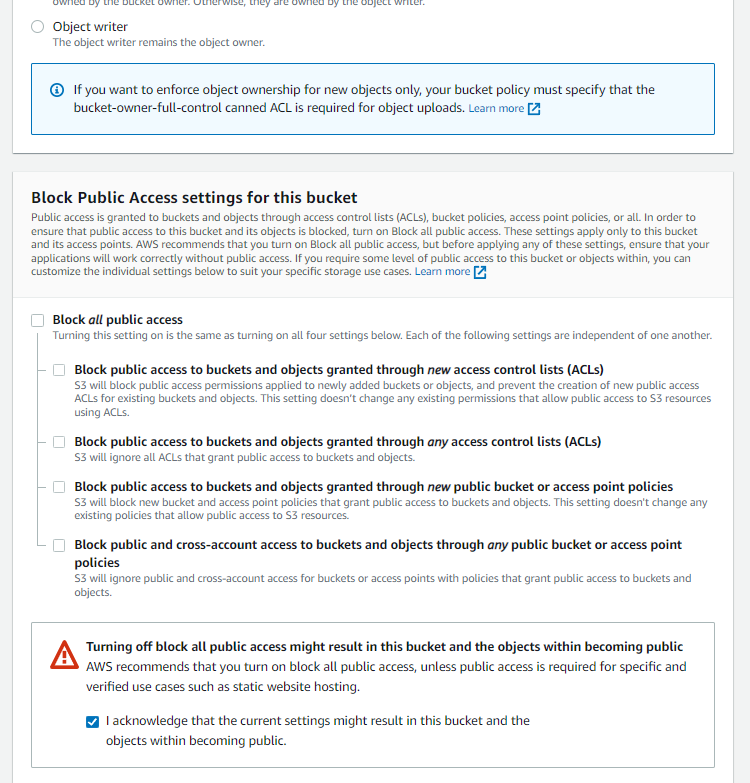 owned by the bucket owner. Otherwise, they are owned by the object writer.
Object writer
The object writer remains the object owner.
If you want to enforce object ownership for new objects only, your bucket policy must specify that the
bucket-owner-full-control canned ACL is required for object uploads. Learn more
Block Public Access settings for this bucket
Public access is granted to buckets and objects through access control lists (ACLs), bucket policies, access point policies, or all. In order to
ensure that public access to this bucket and its objects is blocked, turn on Block all public access. These settings apply only to this bucket
and its access points. AWS recommends that you turn on Block all public access, but before applying any of these settings, ensure that your
applications will work correctly without public access. If you require some level of public access to this bucket or objects within, you can
customize the individual settings below to suit your specific storage use cases. Learn more
Block all public access
Turning this setting on is the same as turning on all four settings below. Each of the following settings are independent of one another.
Block public access to buckets and objects granted through new access control lists (ACLs)
S3 will block public access permissions applied to newly added buckets or objects, and prevent the creation of new public access
ACLs for existing buckets and objects. This setting doesn't change any existing permissions that allow public access to S3 resources
using ACLs.
Block public access to buckets and objects granted through any access control lists (ACLs)
S3 will ignore all ACLs that grant public access to buckets and objects.
Block public access to buckets and objects granted through new public bucket or access point policies
S3 will block new bucket and access point policies that grant public access to buckets and objects. This setting doesn't change any
existing policies that allow public access to S3 resources.
Block public and cross-account access to buckets and objects through any public bucket or access point
policies
S3 will ignore public and cross-account access for buckets or access points with policies that grant public access to buckets and
objects.
Turning off block all public access might result in this bucket and the objects within becoming public
AWS recommends that you turn on block all public access, unless public access is required for specific and
verified use cases such as static website hosting.
I acknowledge that the current settings might result in this bucket and the
objects within becoming public.